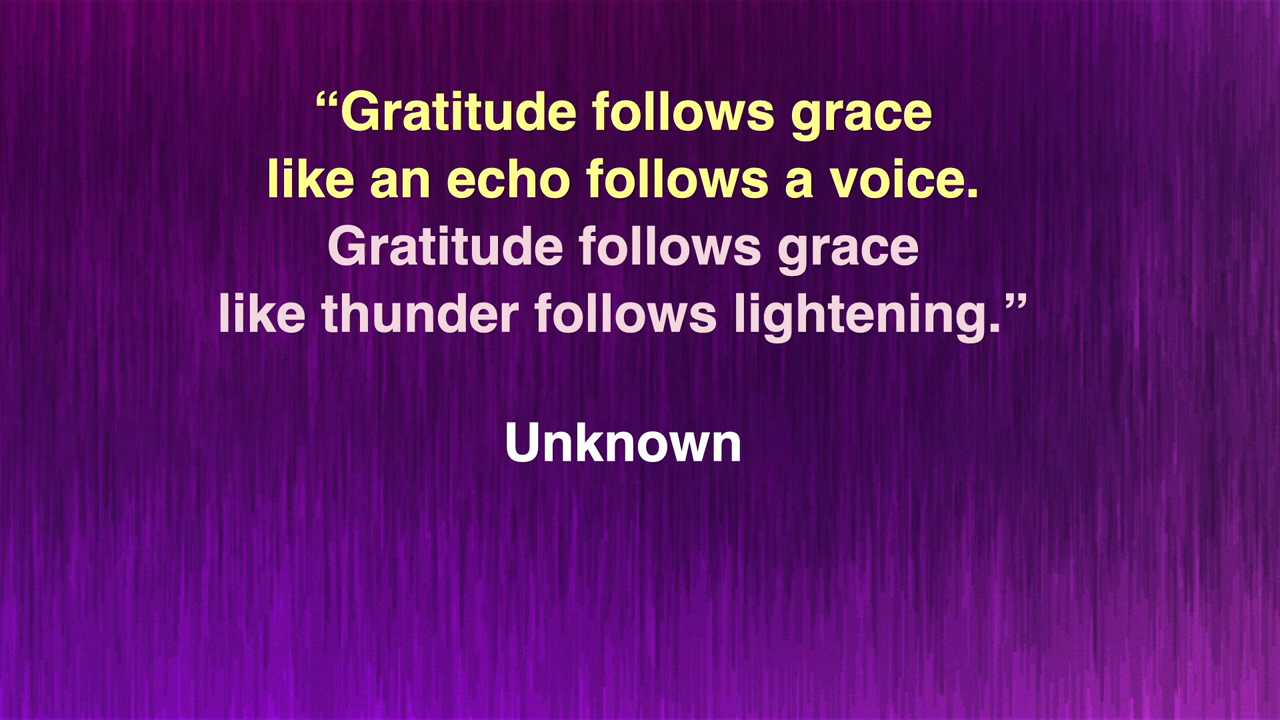 “Gratitude follows grace
like an echo follows a voice.
Gratitude follows grace
like thunder follows lightening.”
Unknown